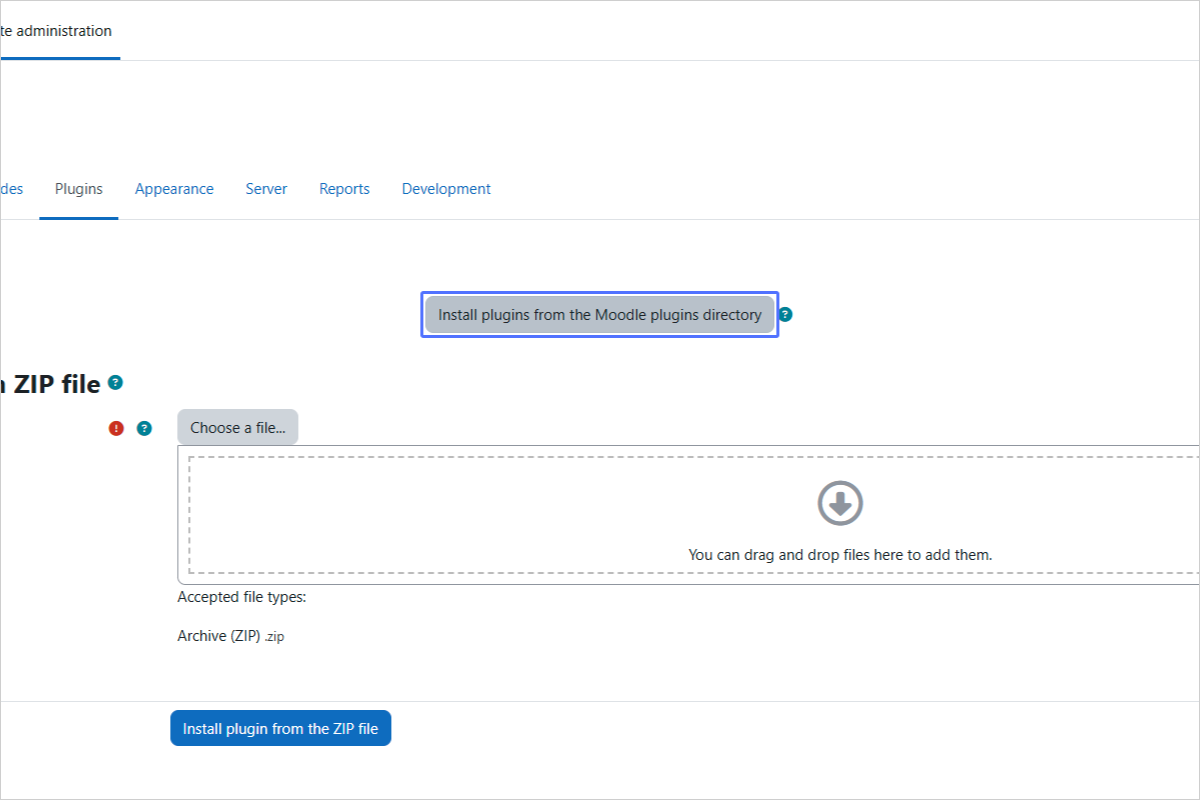 te administration
des Plugins Appearance Server Reports Development
Install plugins from the Moodle plugins directory ?
n ZIP file ?
! ? Choose a file...
You can drag and drop files here to add them.
Accepted file types:
Archive (ZIP) .zip
Install plugin from the ZIP file